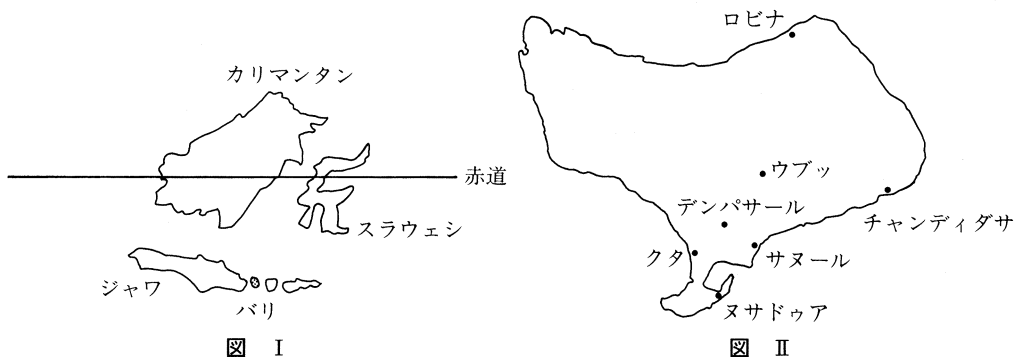 カリマンタン
赤道
スラウェシ
ジャワ
バリ
図 I
ロビナ
ウブッ
デンパサール
チャンディダサ
クタ
サヌール
ヌサドゥア
図 II